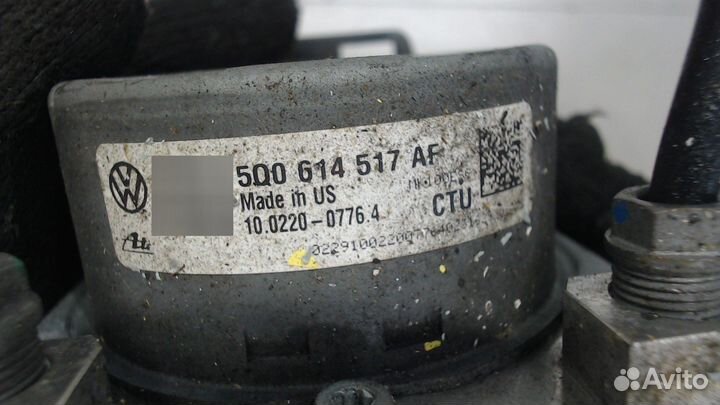 5Q0 614 517 AF
Made in US
10.0220-0776.4
CTU
Avito